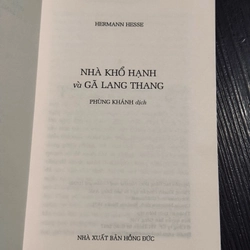 HERMANN HESSE
NHÀ KHỔ HẠNH
và GÃ LANG THANG
PHÙNG KHÁNH dịch
NHÀ XUẤT BẢN HỒNG ĐỨC